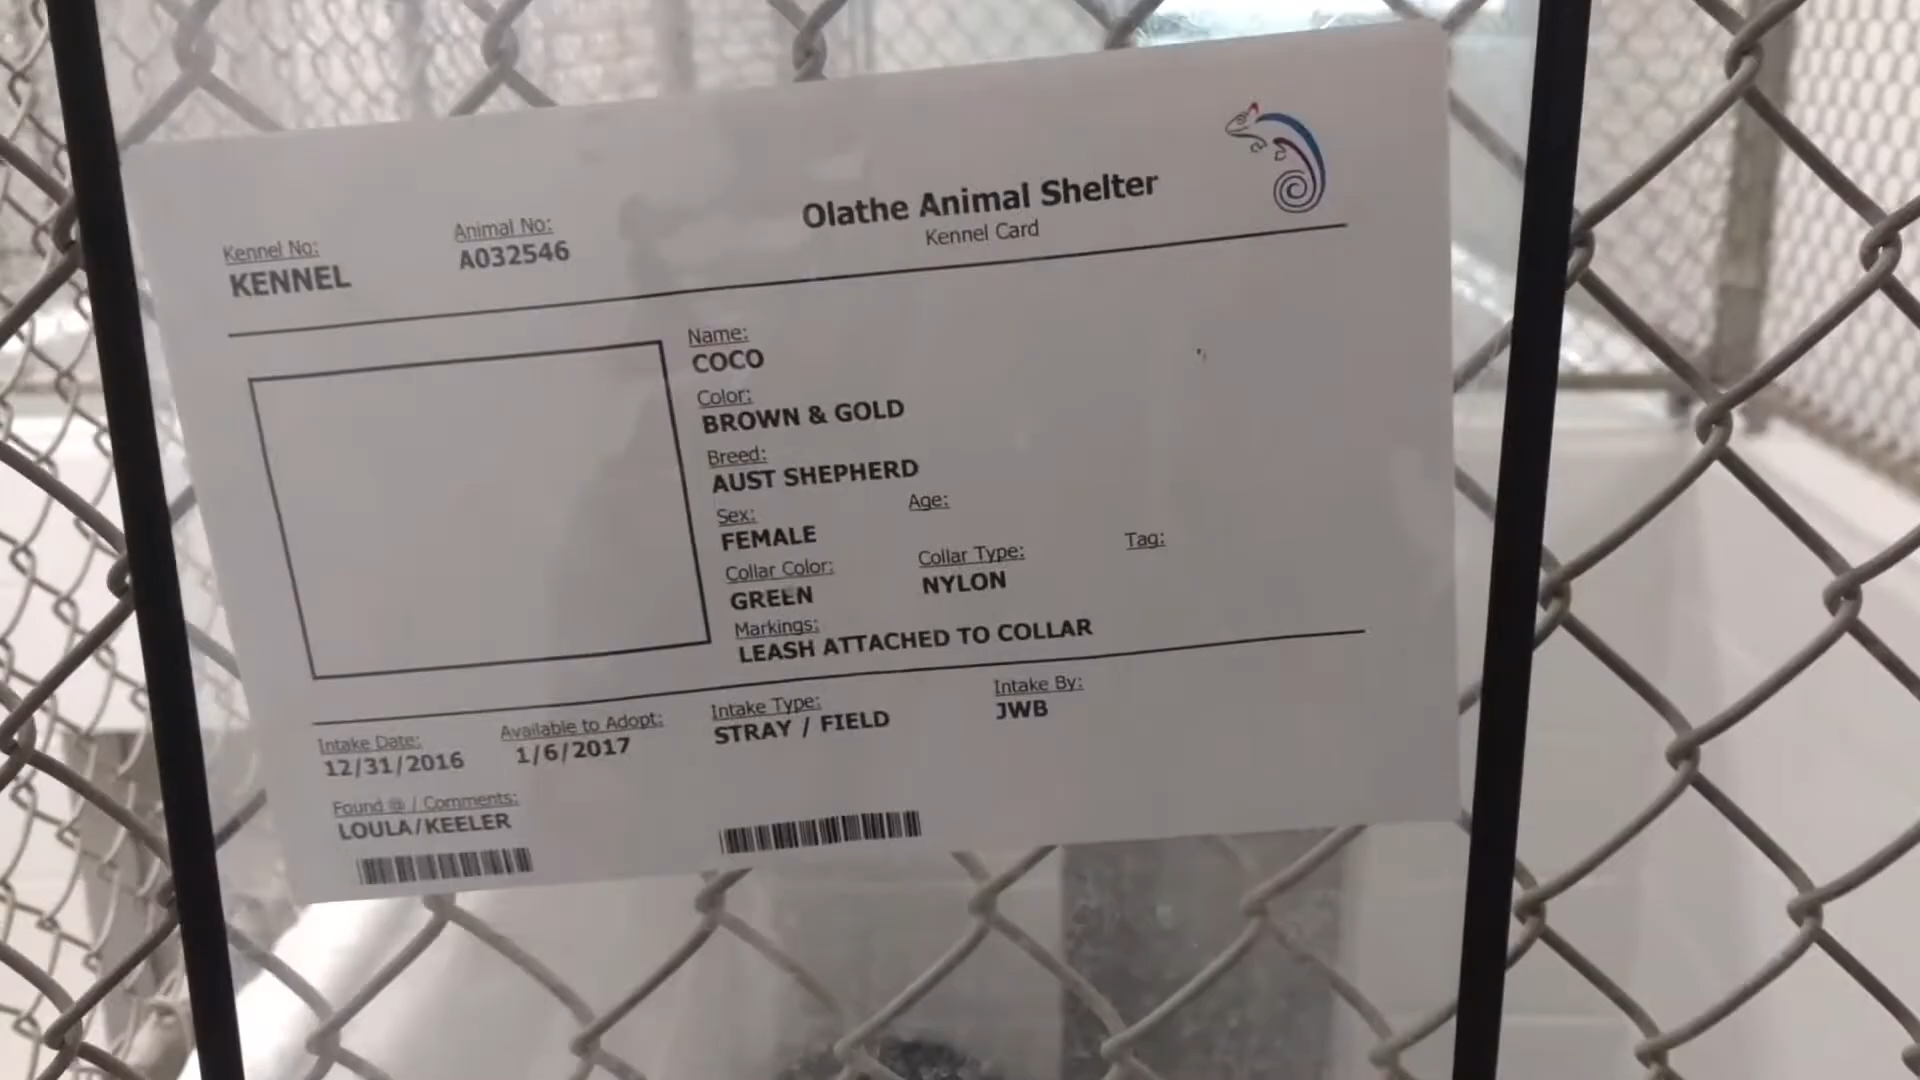 Olathe Animal Shelter
Kennel Card
Kennel No:
KENNEL
Animal No:
A032546
Name:
COCO
Color:
BROWN & GOLD
Breed:
AUST SHEPHERD
Sex:
FEMALE
Age:
Collar Color:
GREEN
Collar Type:
NYLON
Tag:
Markings:
LEASH ATTACHED TO COLLAR
Intake Date:
12/31/2016
Available to Adopt:
1/6/2017
Intake Type:
STRAY / FIELD
Intake By:
JWB
Found @ / Comments:
LOULA/KEELER